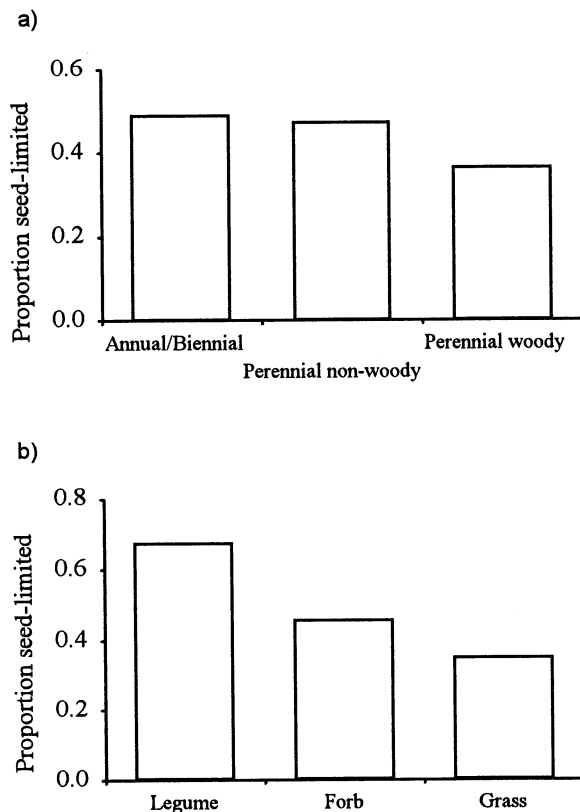 a)
Proportion seed-limited
0.6
0.4
0.2
0.0
Annual/Biennial
Perennial woody
Perennial non-woody
b)
Proportion seed-limited
0.8
0.6
0.4
0.2
0.0
Legume Forb Grass